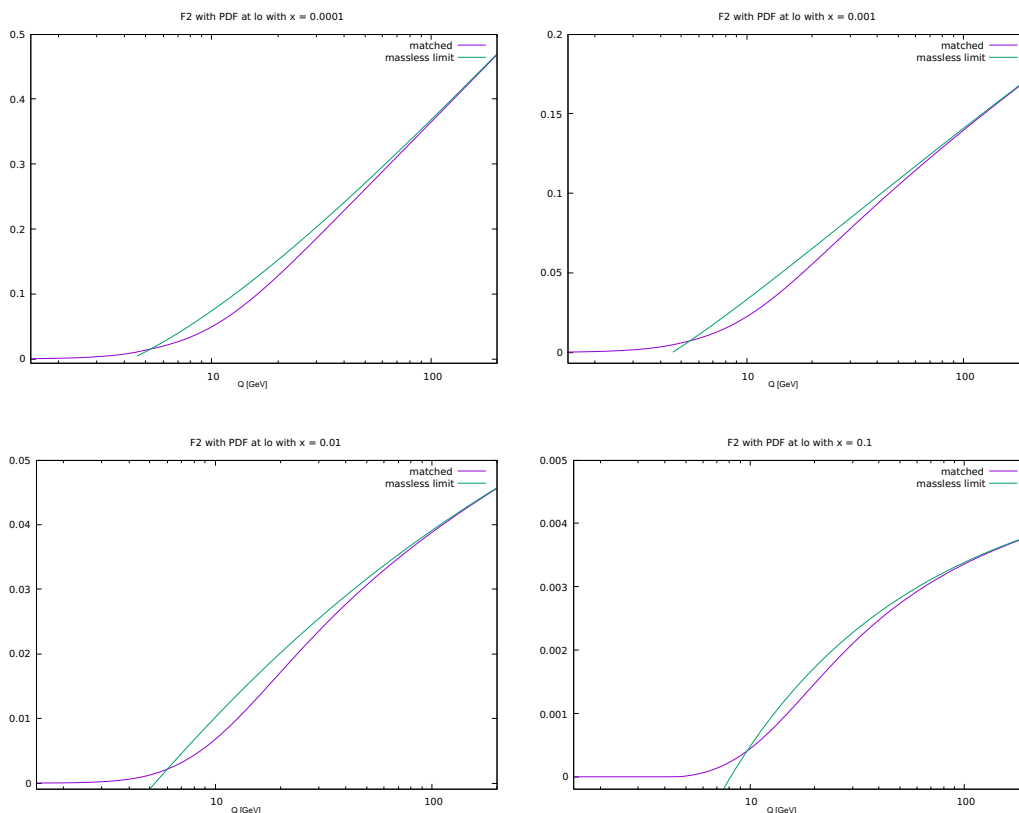 F2 with PDF at lo with x = 0.0001
0.5
matched
massless limit
0.4
0.3
0.2
0.1
0
10
100
Q [GeV]
F2 with PDF at lo with x = 0.001
0.2
matched
massless limit
0.15
0.1
0.05
0
10
100
Q [GeV]
F2 with PDF at lo with x = 0.01
0.05
matched
massless limit
0.04
0.03
0.02
0.01
0
10
100
Q [GeV]
F2 with PDF at lo with x = 0.1
0.005
matched
massless limit
0.004
0.003
0.002
0.001
0
10
100
Q [GeV]